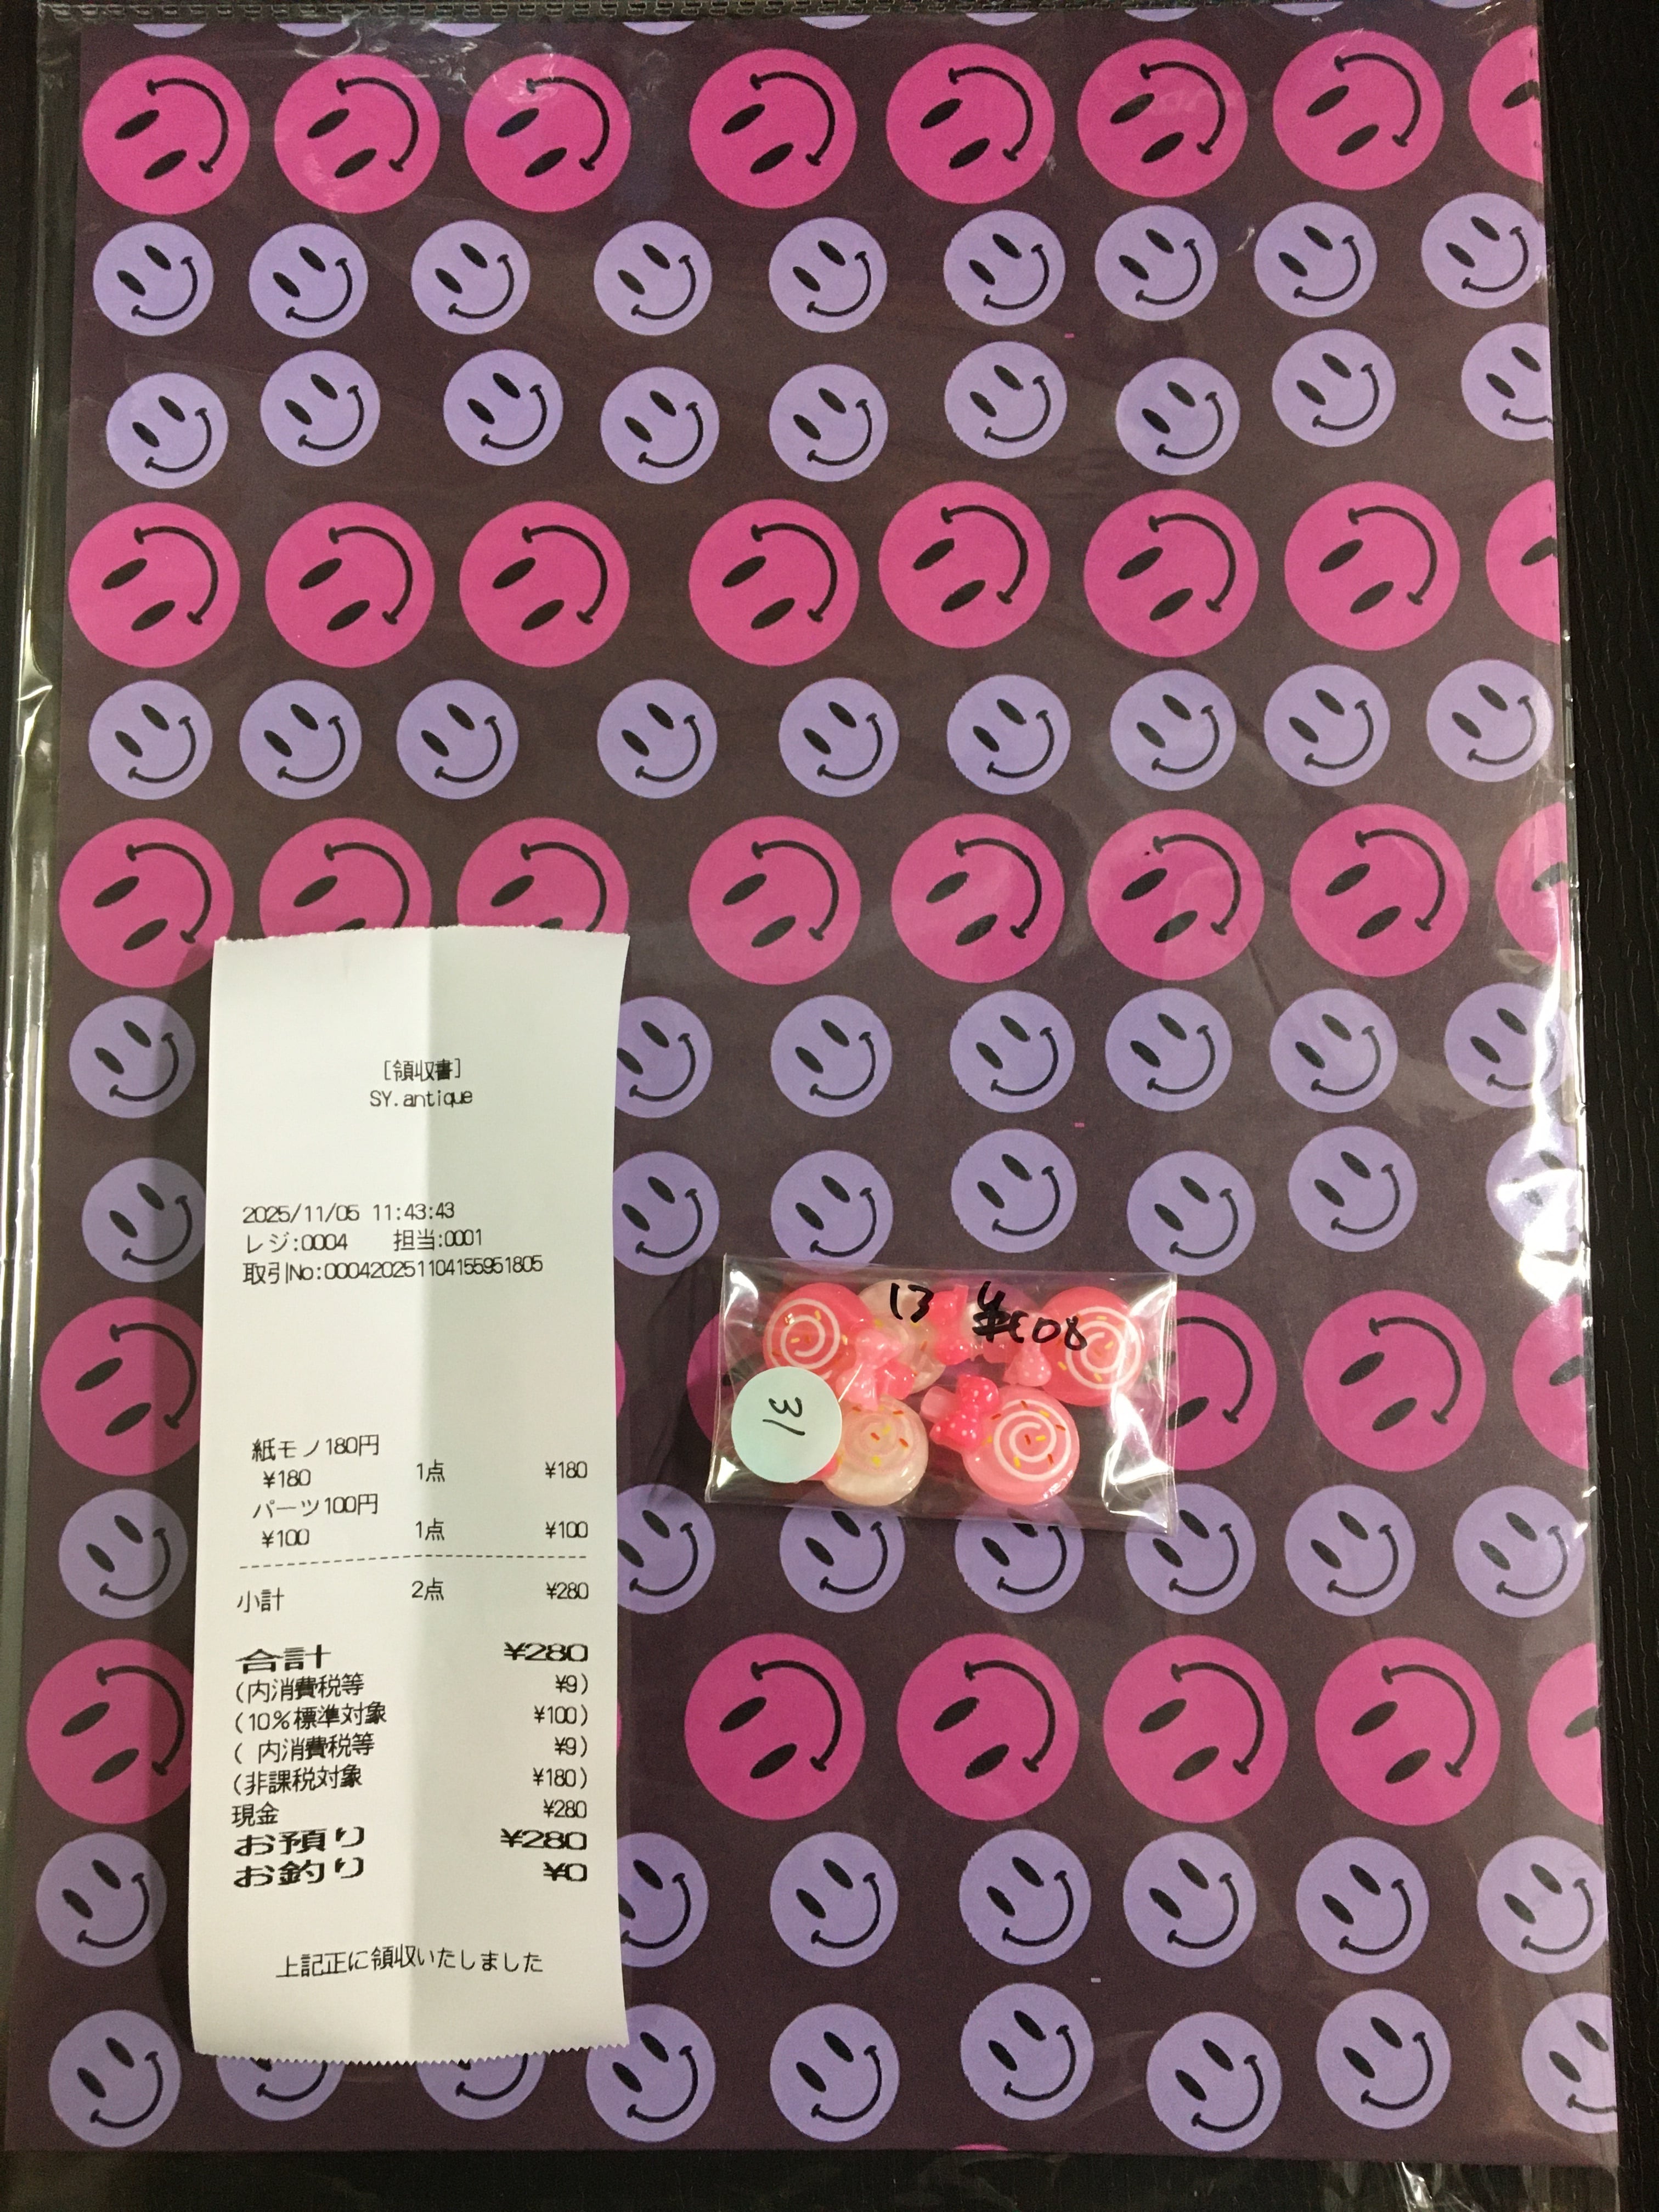 [領収書]
SY.antique
2025/11/05 11:43:43
レジ:0004 担当:0001
取引No:00042025110415595​1805
紙モノ180円
¥180 1点 ¥180
パーツ100円
¥100 1点 ¥100
小計 2点 ¥280
合計 ¥280
(内消費税等 ¥9)
(10%標準対象 ¥100)
( 内消費税等 ¥9)
(非課税対象 ¥180)
現金 ¥280
お預り ¥280
お釣り ¥0
上記正に領収いたしました
13
31